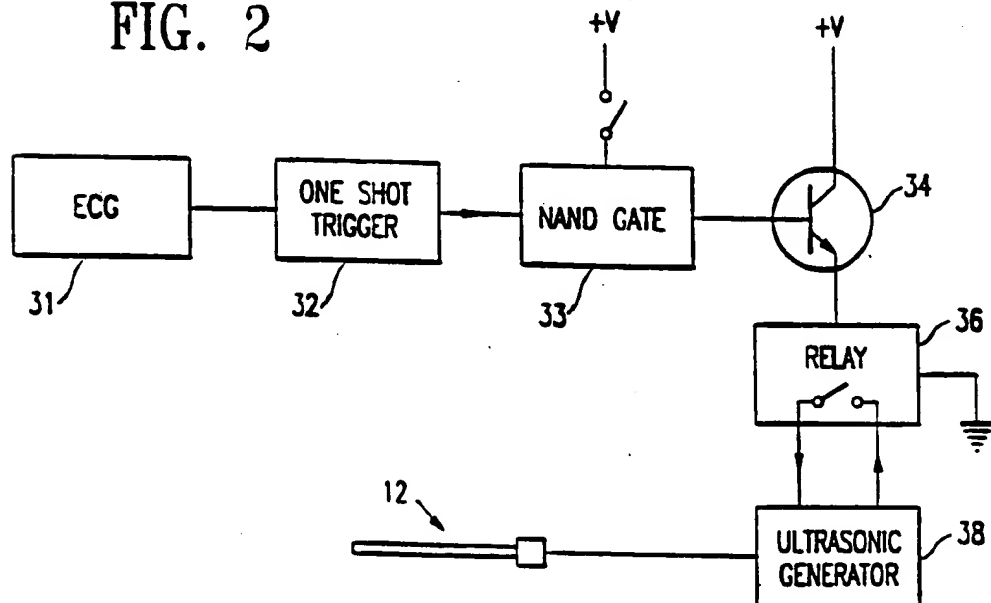 FIG. 2
+V
+V
ECG
ONE SHOT
TRIGGER
NAND GATE
34
31
32
33
36
RELAY
12
ULTRASONIC
GENERATOR
38